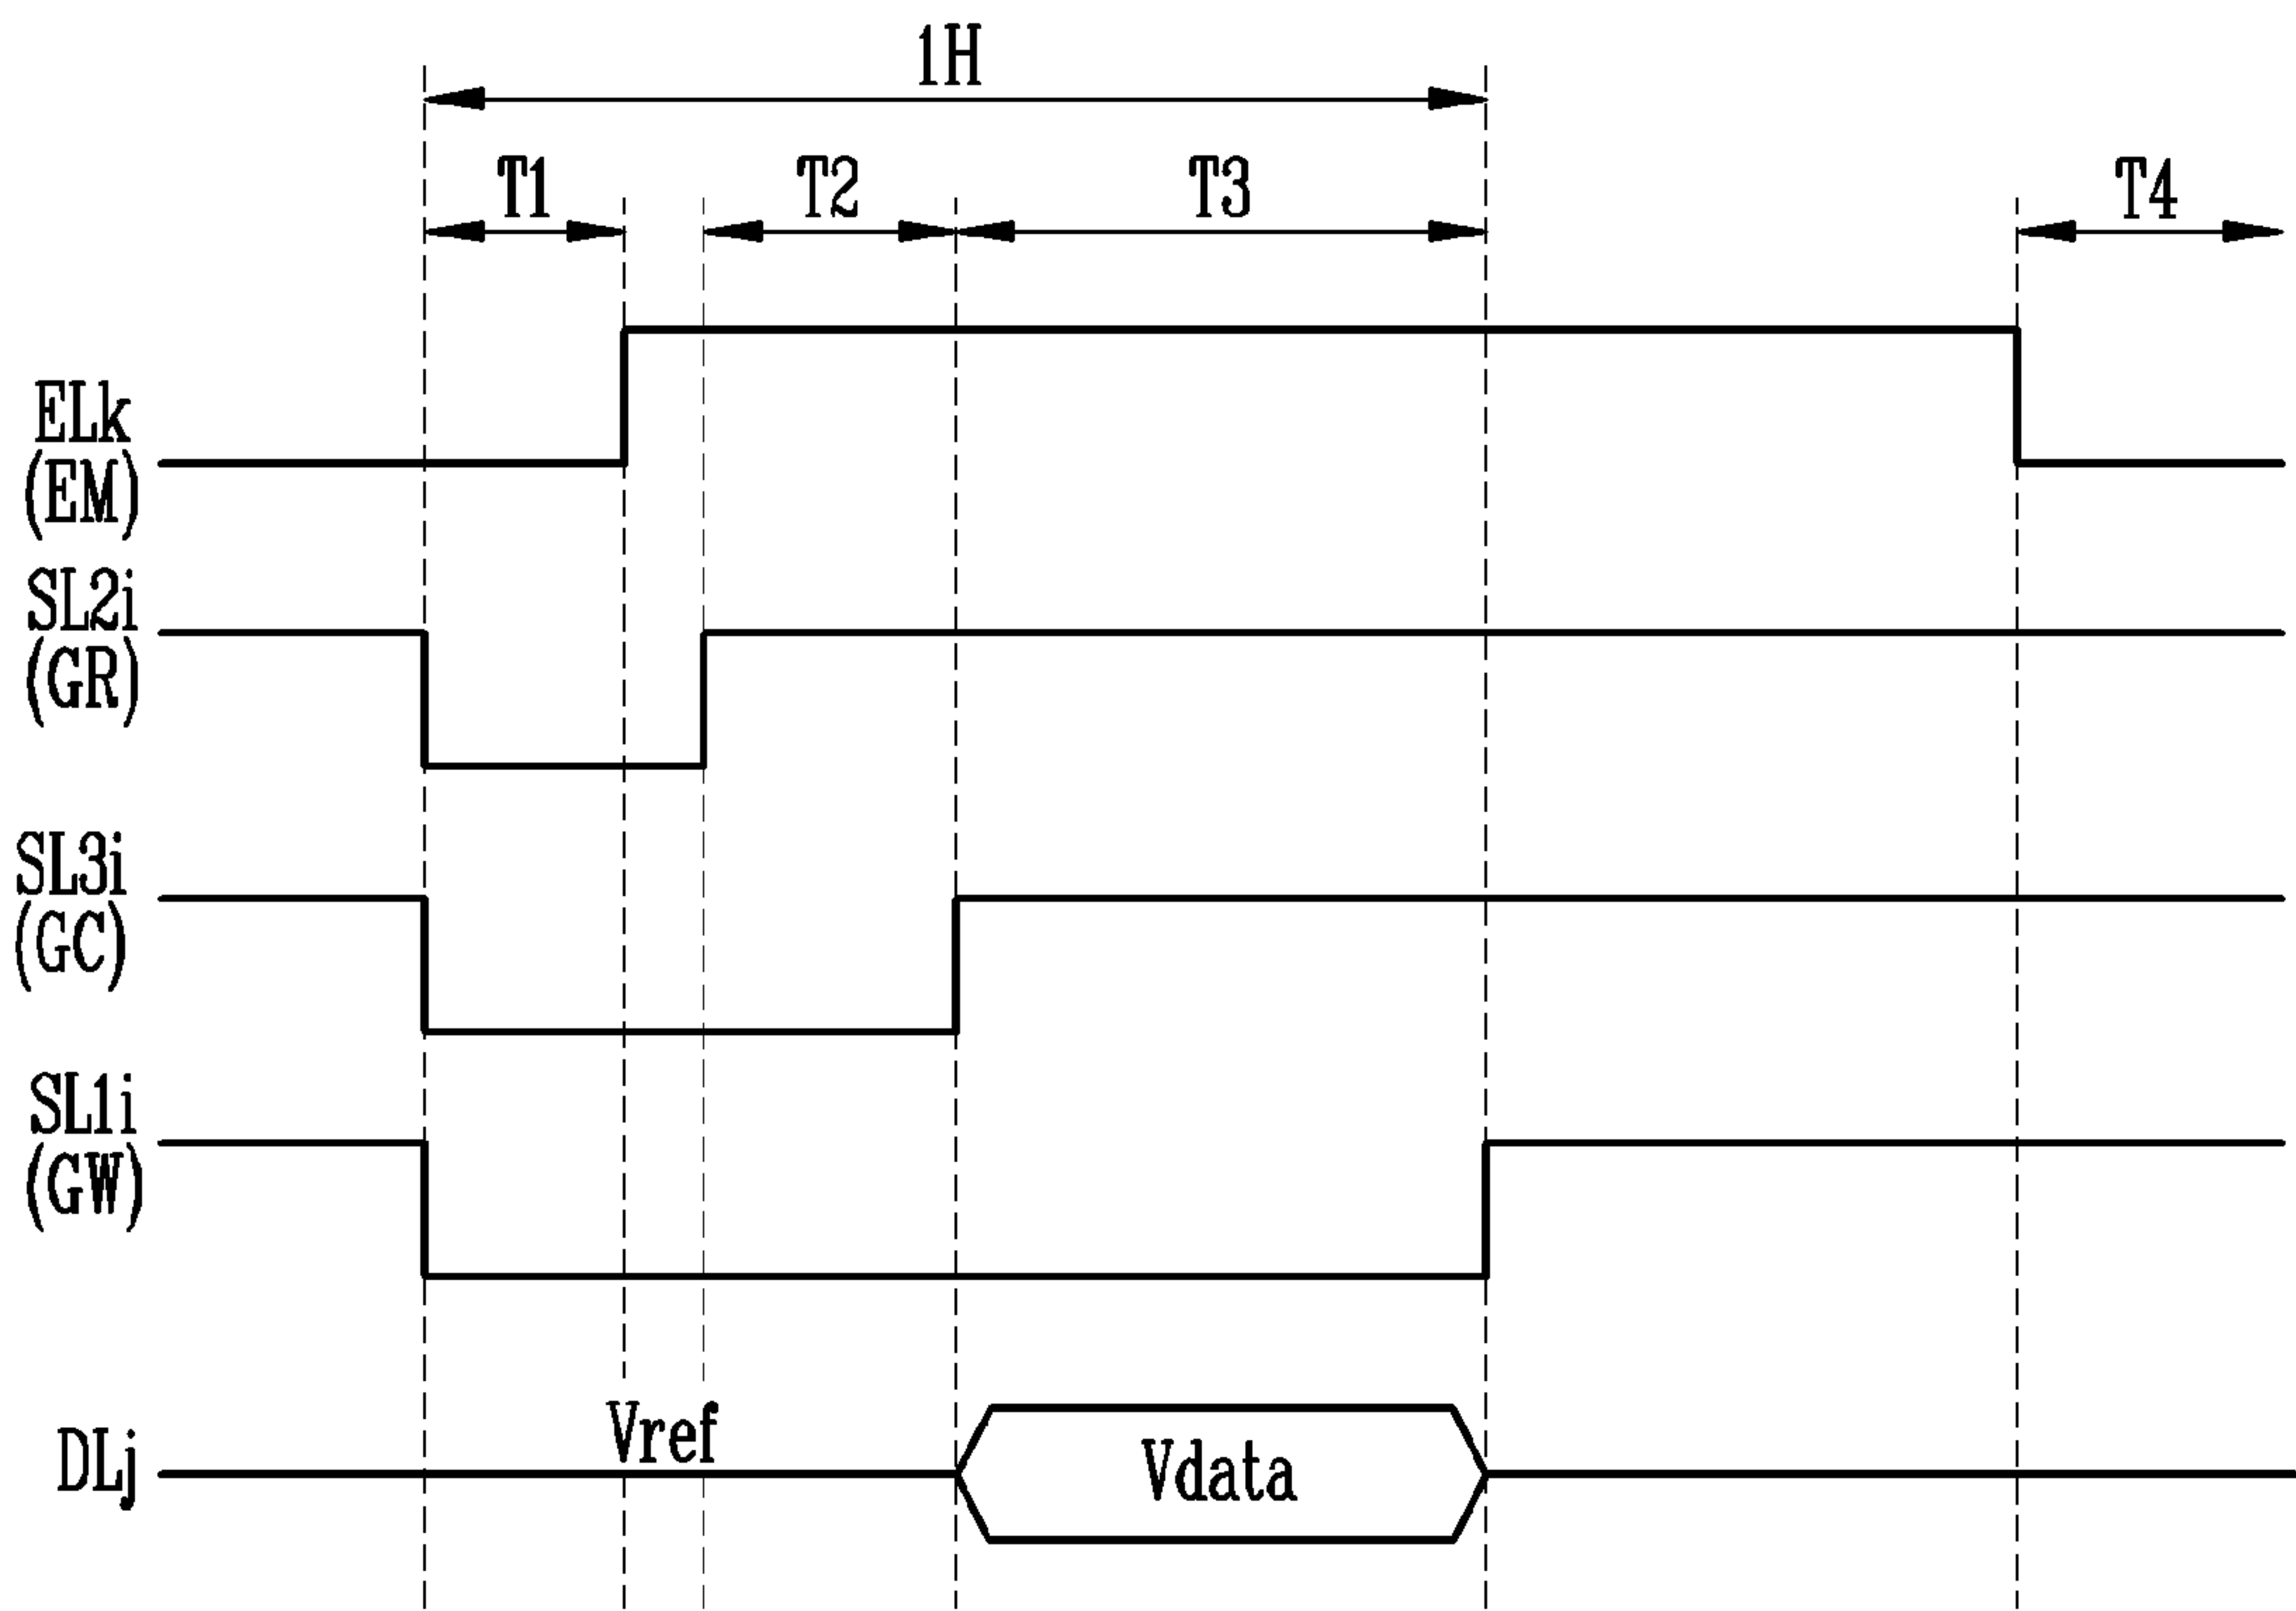 1H
T1 T2 T3 T4
ELk
(EM)
SL2i
(GR)
SL3i
(GC)
SL1i
(GW)
Vref
DLj
Vdata